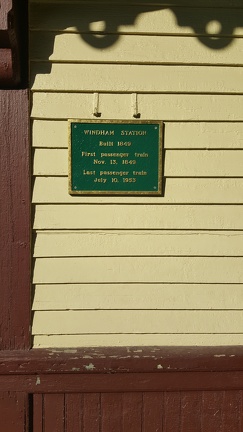 WINDHAM STATION
Built 1849
First passenger train
Nov. 13, 1849
Last passenger train
July 10, 1953